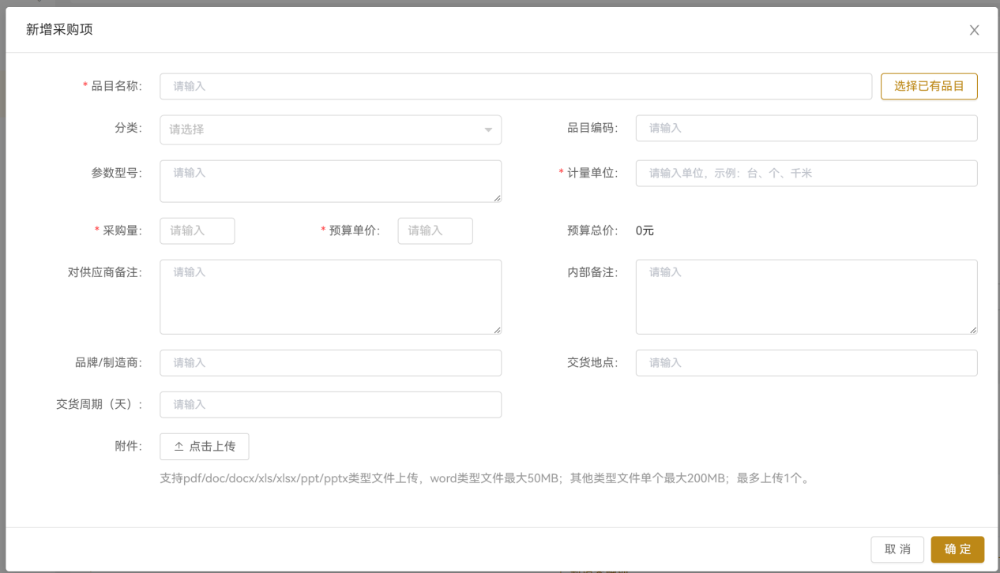 新增采购项
* 品目名称: 请输入 选择已有品目
分类: 请选择 品目编码: 请输入
参数型号: 请输入 * 计量单位: 请输入单位，示例：台、个、千米
* 采购量: 请输入 * 预算单价: 请输入 预算总价: 0元
对供应商备注: 请输入 内部备注: 请输入
品牌/制造商: 请输入 交货地点: 请输入
交货周期（天）: 请输入
附件: 点击上传
支持pdf/doc/docx/xls/xlsx/ppt/pptx类型文件上传，word类型文件最大50MB；其他类型文件单个最大200MB；最多上传1个。
取 消 确 定